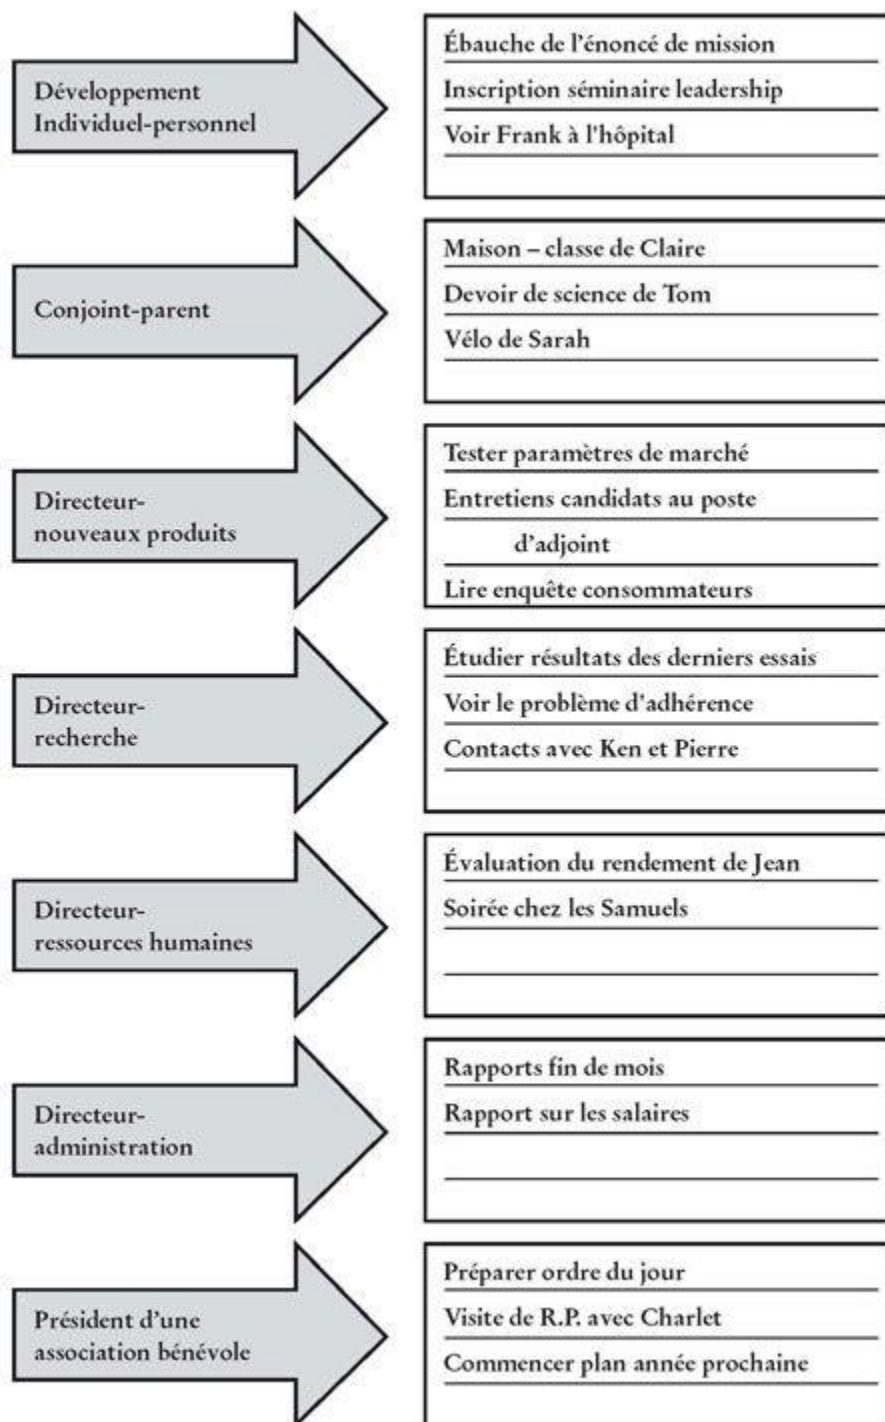 Développement
Individuel-personnel
Ébauche de l'énoncé de mission
Inscription séminaire leadership
Voir Frank à l'hôpital
Conjoint-parent
Maison – classe de Claire
Devoir de science de Tom
Vélo de Sarah
Directeur-
nouveaux produits
Tester paramètres de marché
Entretiens candidats au poste
d'adjoint
Lire enquête consommateurs
Directeur-
recherche
Étudier résultats des derniers essais
Voir le problème d'adhérence
Contacts avec Ken et Pierre
Directeur-
ressources humaines
Évaluation du rendement de Jean
Soirée chez les Samuels
Directeur-
administration
Rapports fin de mois
Rapport sur les salaires
Président d'une
association bénévole
Préparer ordre du jour
Visite de R.P. avec Charlet
Commencer plan année prochaine